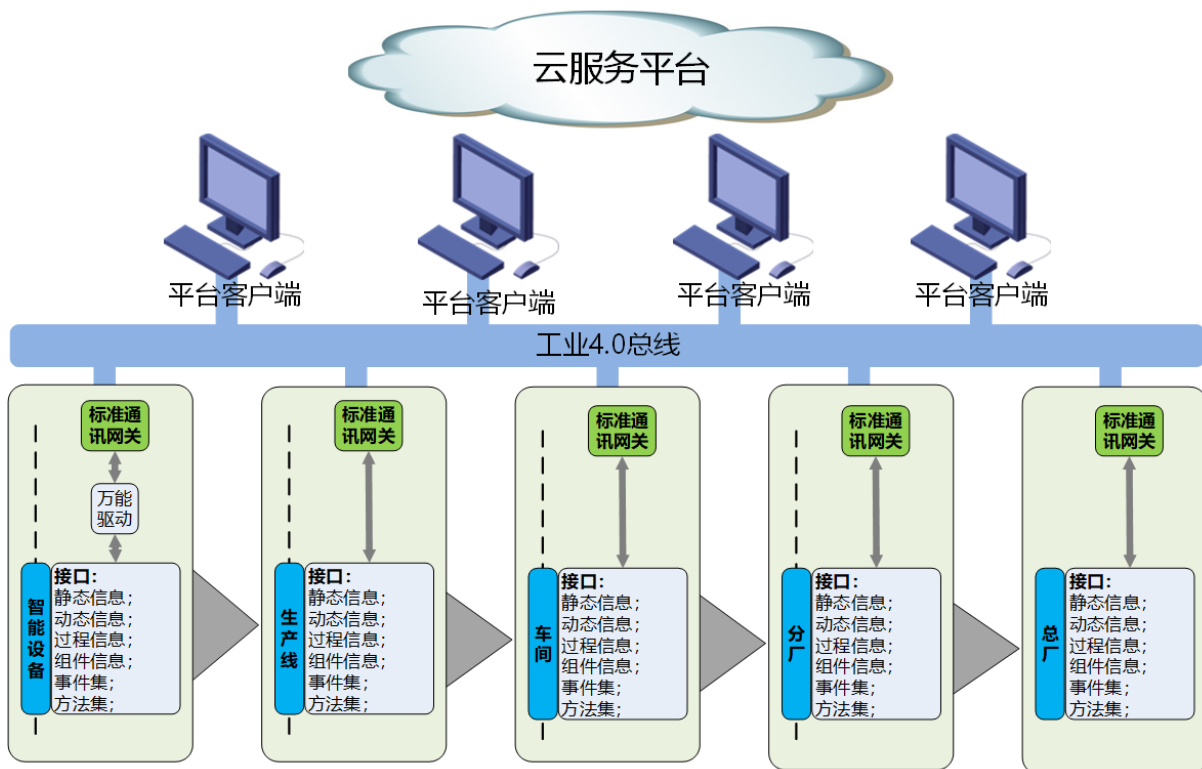 云服务平台
平台客户端
平台客户端
平台客户端
平台客户端
工业4.0总线
标准通
讯网关
万能
驱动
智能设备
接口：
静态信息；
动态信息；
过程信息；
组件信息；
事件集；
方法集；
标准通
讯网关
生产线
接口：
静态信息；
动态信息；
过程信息；
组件信息；
事件集；
方法集；
标准通
讯网关
车间
接口：
静态信息；
动态信息；
过程信息；
组件信息；
事件集；
方法集；
标准通
讯网关
分厂
接口：
静态信息；
动态信息；
过程信息；
组件信息；
事件集；
方法集；
标准通
讯网关
总厂
接口：
静态信息；
动态信息；
过程信息；
组件信息；
事件集；
方法集；